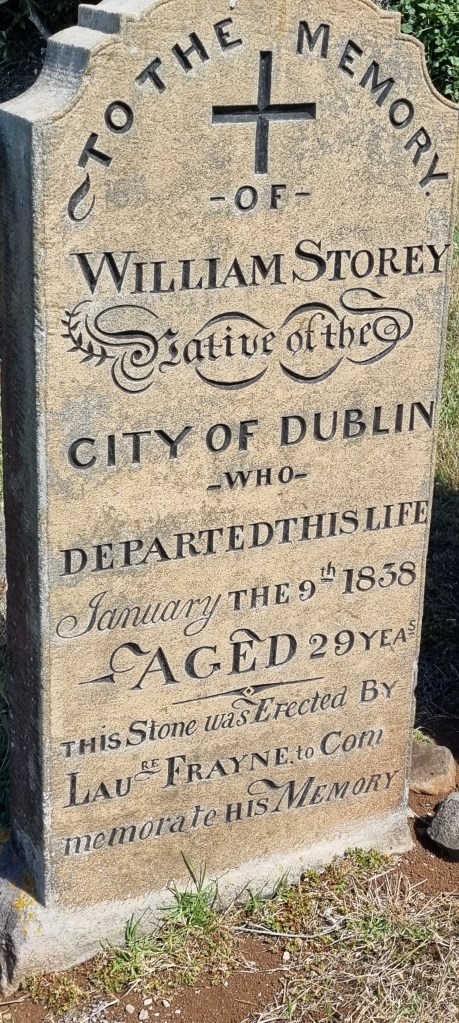 TO THE MEMORY.
-OF-
WILLIAM STOREY
Native of the
CITY OF DUBLIN
-WHO-
DEPARTED THIS LIFE
January THE 9th 1838
AGED 29 YEAS
THIS Stone was Erected By
LAURE FRAYNE. to Com
memorate HIS MEMORY